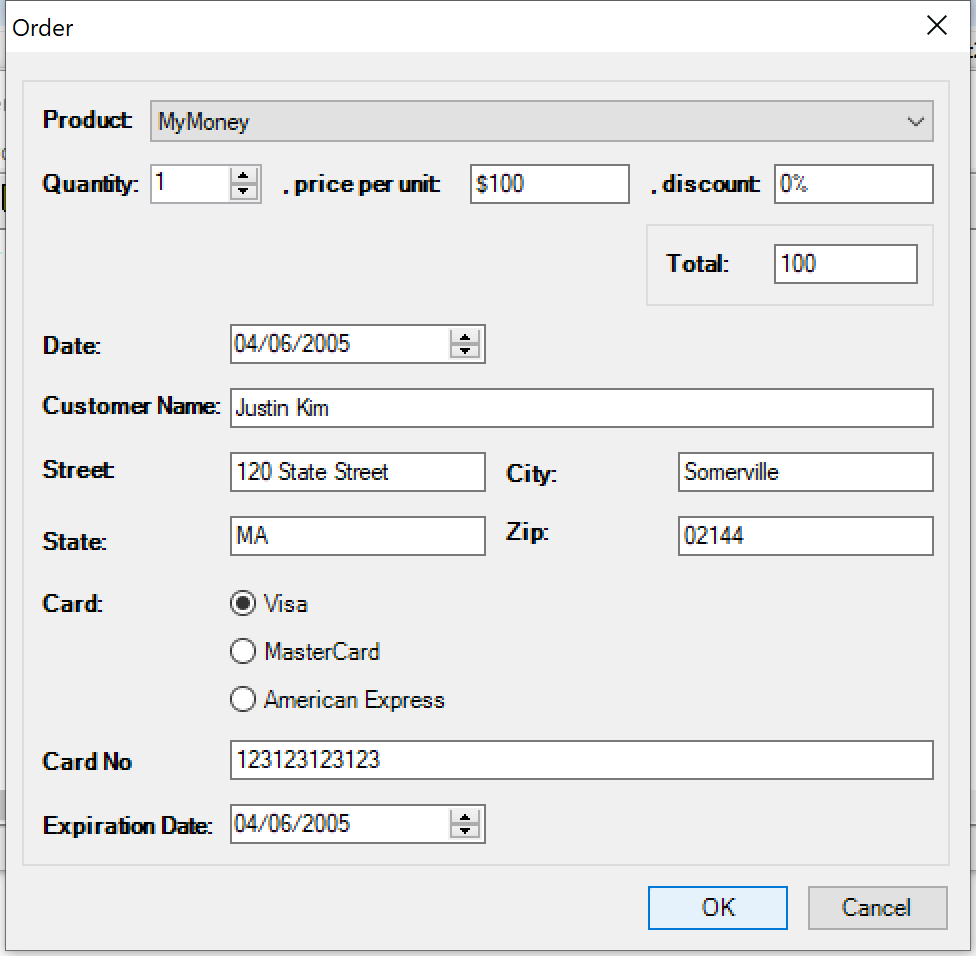 Order
Product: MyMoney
Quantity: 1 . price per unit: $100 . discount: 0%
Total: 100
Date: 04/06/2005
Customer Name: Justin Kim
Street: 120 State Street City: Somerville
State: MA Zip: 02144
Card: Visa
MasterCard
American Express
Card No 123123123123
Expiration Date: 04/06/2005
OK Cancel